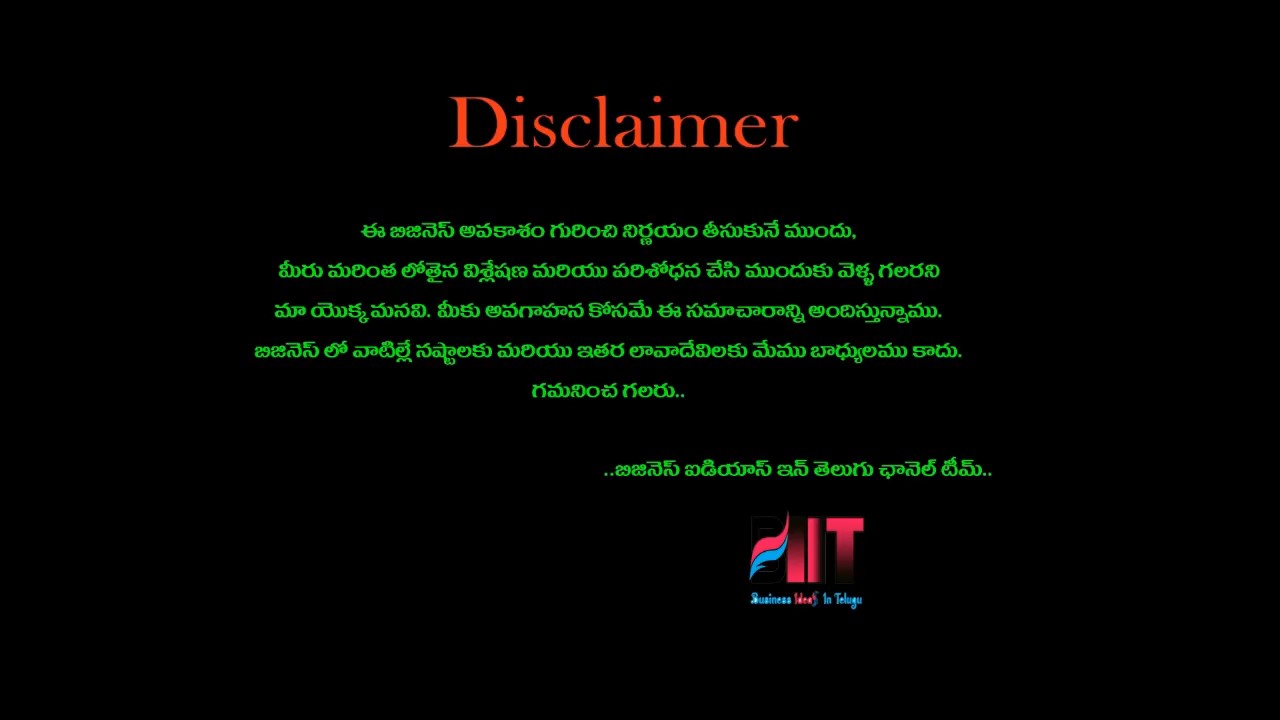 Disclaimer
ఈ బిజినెస్ అవకాశం గురించి నిర్ణయం తీసుకునే ముందు,
మీరు మరింత లోతైన విశ్లేషణ మరియు పరిశోధన చేసి ముందుకు వెళ్ళ గలరని
మా యొక్క మనవి. మీకు అవగాహన కోసమే ఈ సమాచారాన్ని అందిస్తున్నాము.
బిజినెస్ లో వాటిల్లే నష్టాలకు మరియు ఇతర లావాదేవిలకు మేము బాధ్యులము కాదు.
గమనించ గలరు..
..బిజినెస్ ఐడియాస్ ఇన్ తెలుగు ఛానెల్ టీమ్..
BIIT
Business Ideas In Telugu